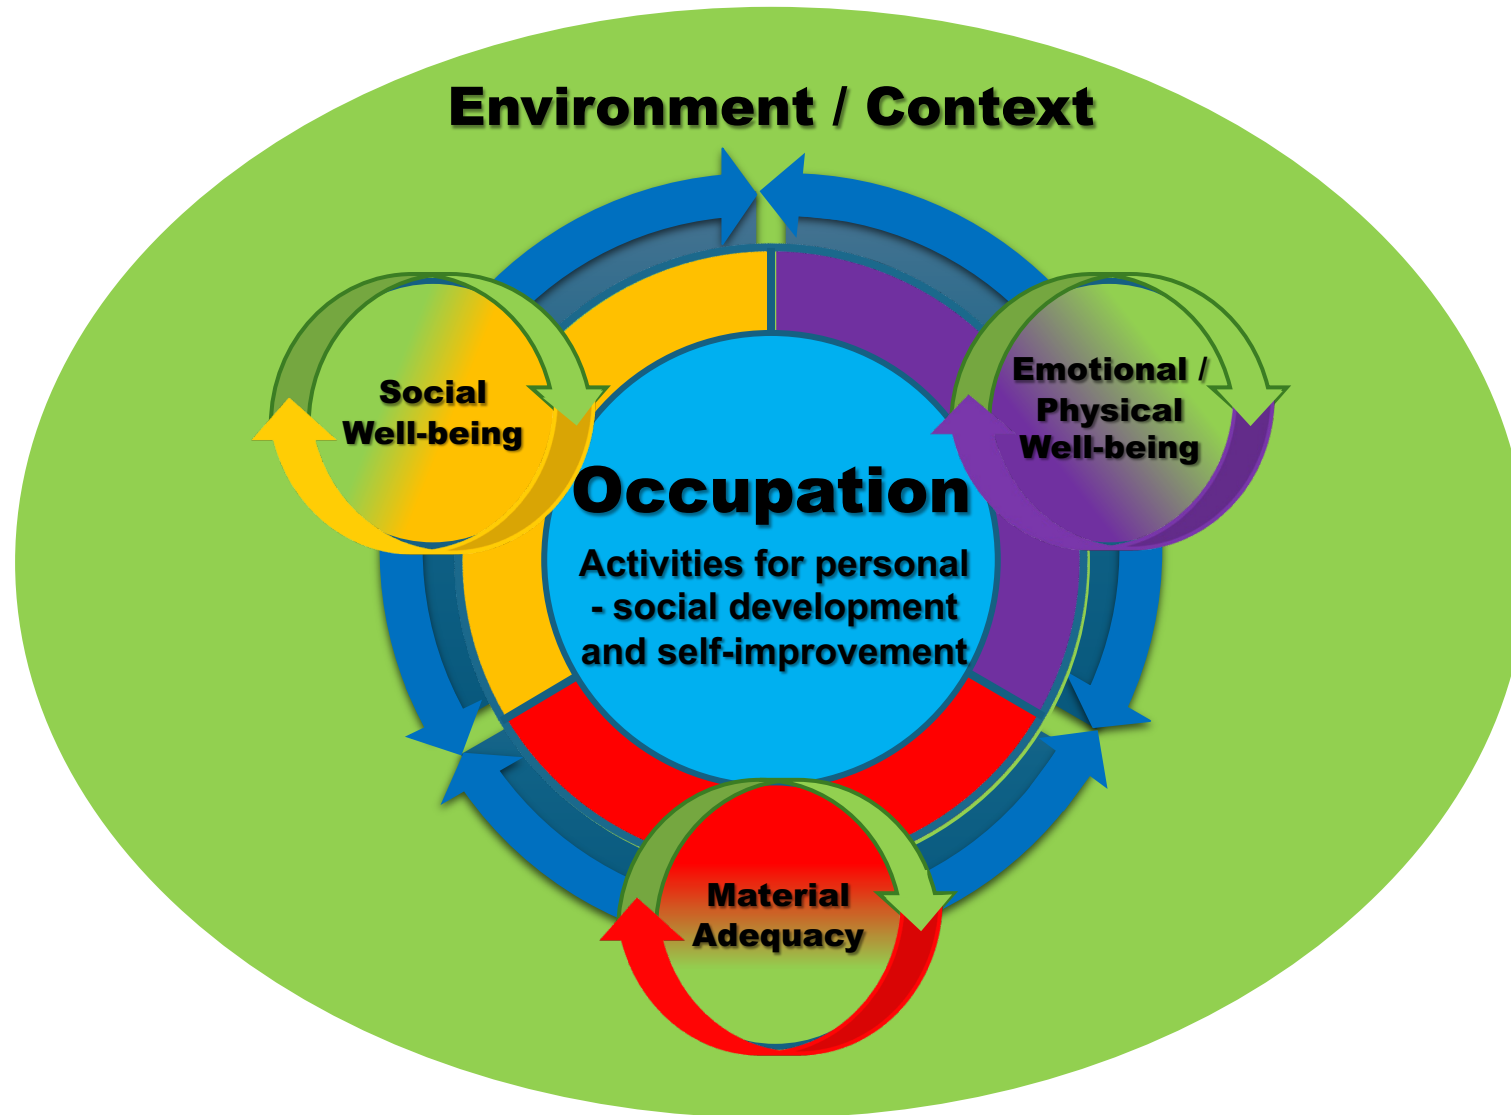 Environment / Context
Social
Well-being
Emotional /
Physical
Well-being
Occupation
Activities for personal
- social development
and self-improvement
Material
Adequacy